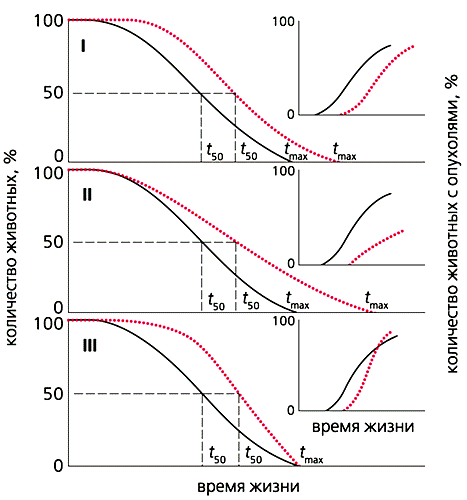 количество животных, %
количество животных с опухолями, %
100
I
50
0
t50 t50 tmax tmax
100
0
100
II
50
0
t50 t50 tmax tmax
100
0
100
III
50
0
t50 t50 tmax
100
0
время жизни
время жизни